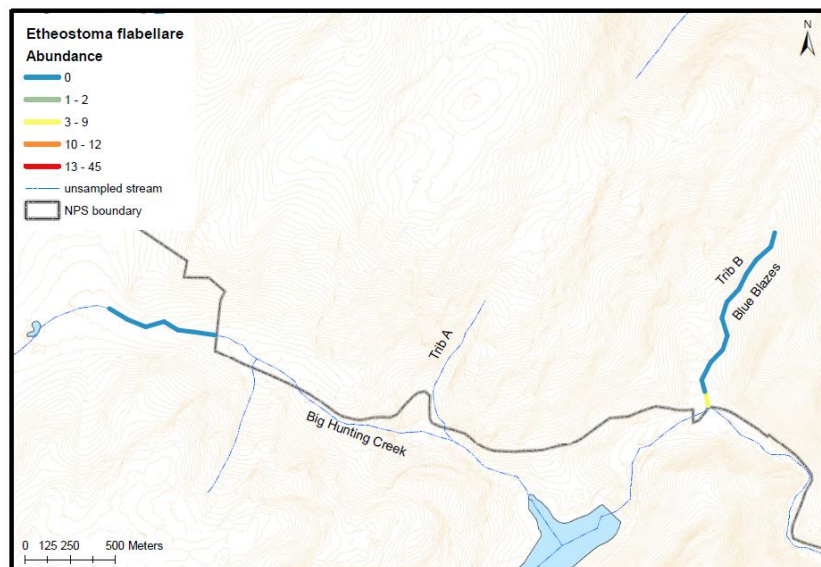 Etheostoma flabellare
Abundance
0
1 - 2
3 - 9
10 - 12
13 - 45
unsampled stream
NPS boundary
N
Trib B
Blue Blazes
Trib A
Big Hunting Creek
0 125 250 500 Meters